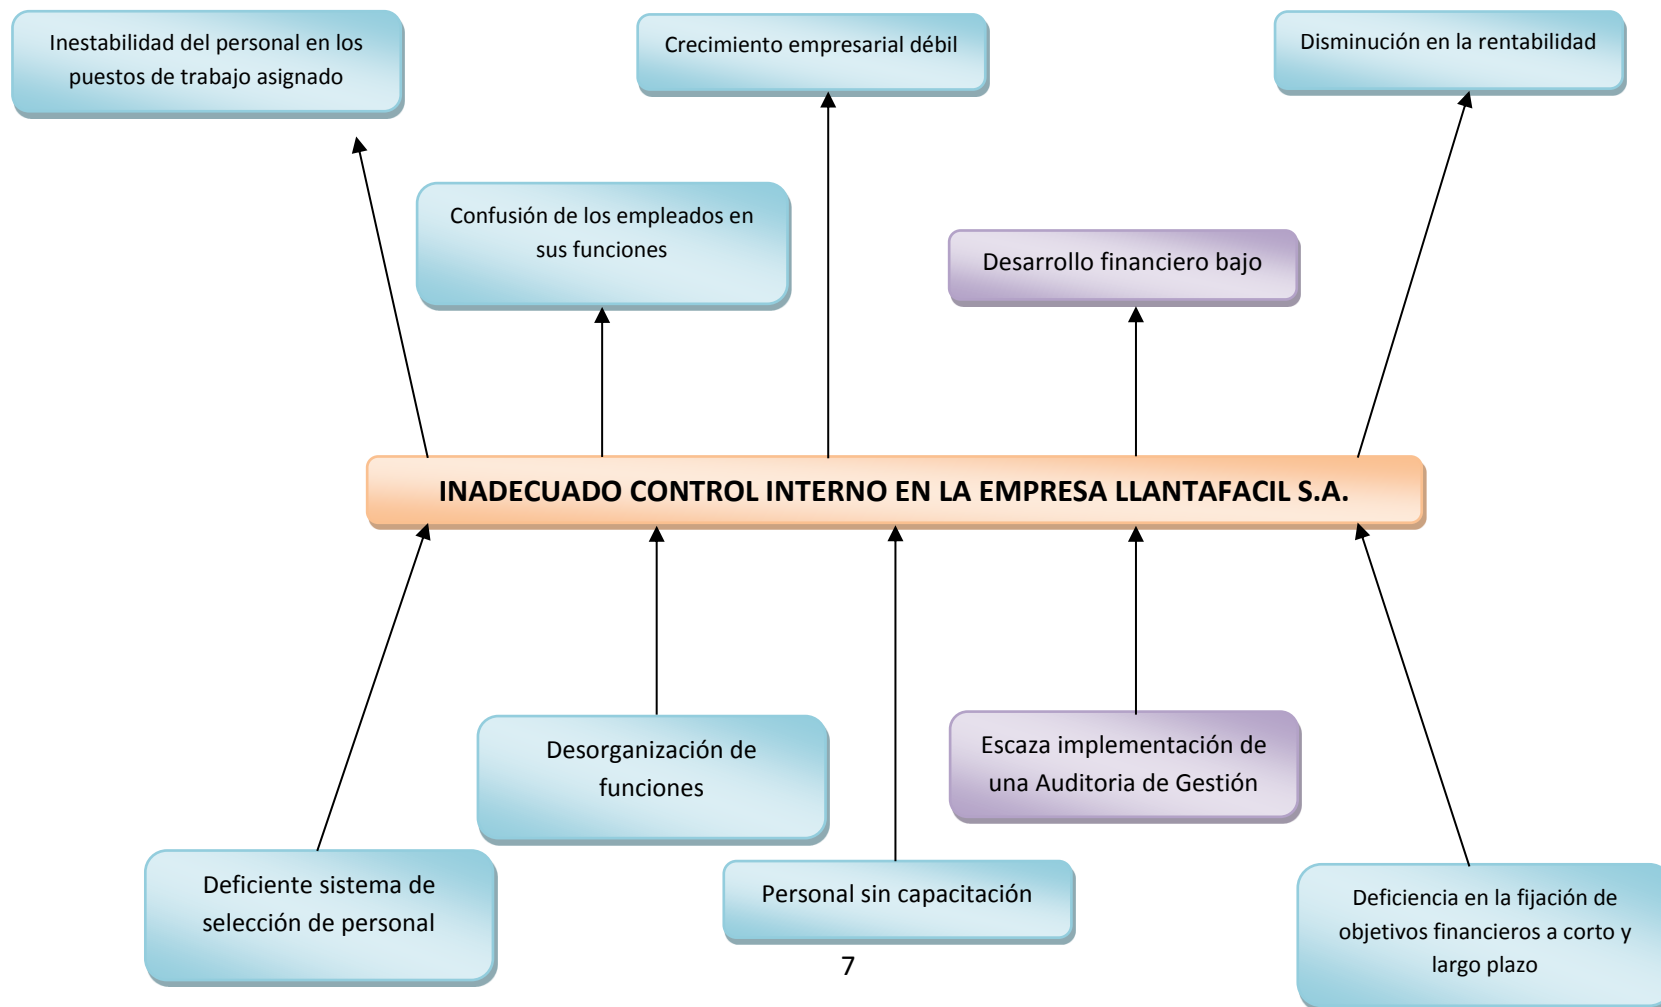 Inestabilidad del personal en los
puestos de trabajo asignado
Crecimiento empresarial débil
Disminución en la rentabilidad
Confusión de los empleados en
sus funciones
Desarrollo financiero bajo
INADECUADO CONTROL INTERNO EN LA EMPRESA LLANTAFACIL S.A.
Desorganización de
funciones
Escaza implementación de
una Auditoria de Gestión
Deficiente sistema de
selección de personal
Personal sin capacitación
Deficiencia en la fijación de
objetivos financieros a corto y
largo plazo
7